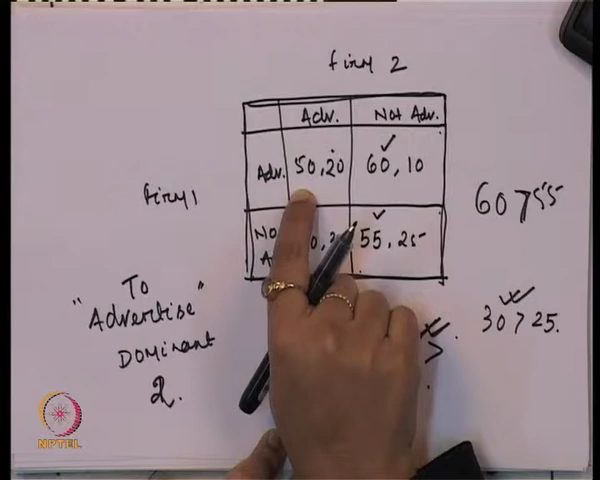 firm 2
Adv. Not Adv.
Adv. 50,20 60,10
firm 1
55,25
60 > 55
To
"Advertise"
Dominant
2.
>
30 > 25.
NPTEL